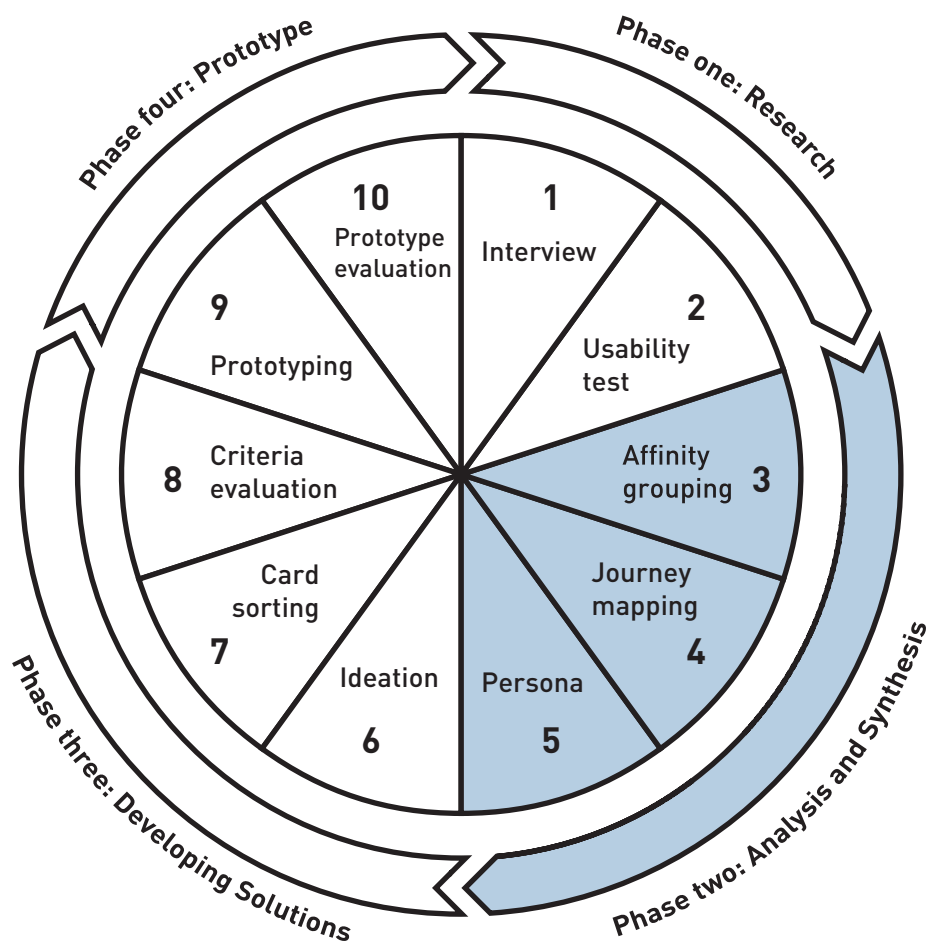 Phase one: Research
Phase two: Analysis and Synthesis
Phase three: Developing Solutions
Phase four: Prototype
1
Interview
2
Usability
test
3
Affinity
grouping
4
Journey
mapping
5
Persona
6
Ideation
7
Card
sorting
8
Criteria
evaluation
9
Prototyping
10
Prototype
evaluation